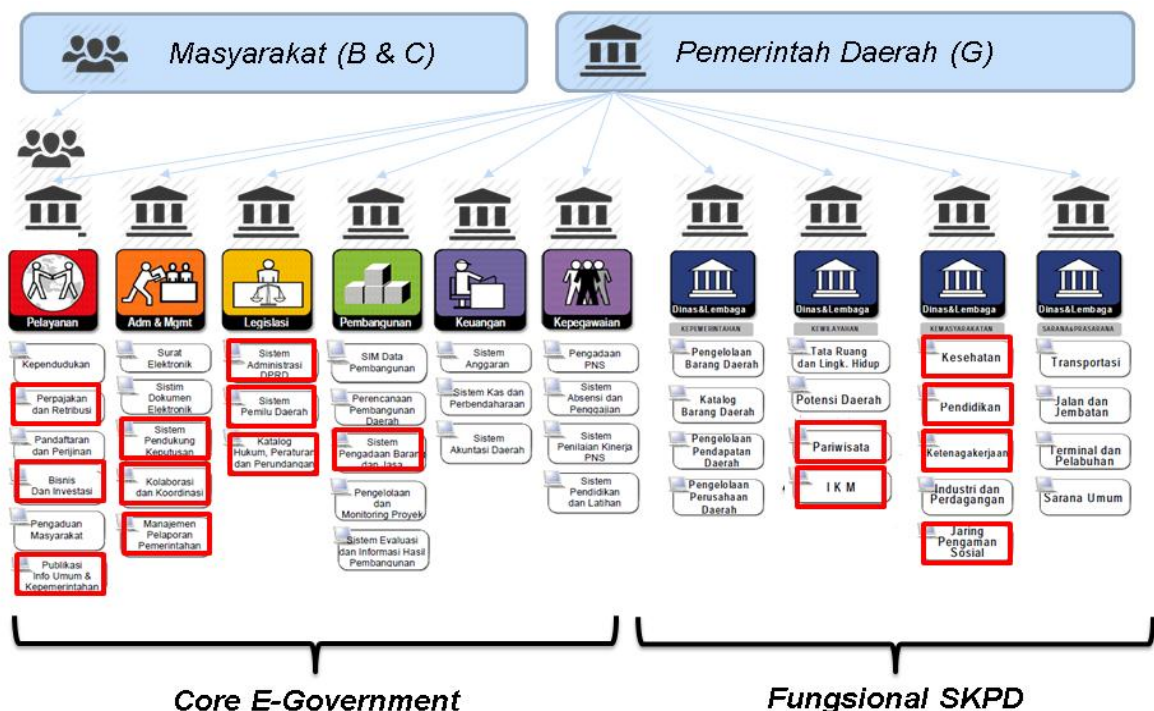 Masyarakat (B & C)
Pemerintah Daerah (G)
Pelayanan
Kependudukan
Perpajakan
dan Retribusi
Pandaftaran
dan Perijinan
Bisnis
Dan Investasi
Pengaduan
Masyarakat
Publikasi
Info Umum &
Kepemerintahan
Adm & Mgmt
Surat
Elektronik
Sistim
Dokumen
Elektronik
Sistem
Pendukung
Keputusan
Kolaborasi
dan Koordinasi
Manajemen
Pelaporan
Pemerintahan
Legislasi
Sistem
Administrasi
DPRD
Sistem
Pemilu Daerah
Katalog
Hukum, Peraturan
dan Perundangan
Pembangunan
SIM Data
Pembangunan
Perencanaan
Pembangunan
Daerah
Sistem
Pengadaan Barang
dan Jasa
Pengelolaan
dan
Monitoring Proyek
Sistem Evaluasi
dan Informasi Hasil
Pembangunan
Keuangan
Sistem
Anggaran
Sistem Kas dan
Perbendaharaan
Sistem
Akuntasi Daerah
Kepegawaian
Pengadaan
PNS
Sistem
Absensi dan
Penggajian
Sistem
Penilaian Kinerja
PNS
Sistem
Pendidikan
dan Latihan
Dinas&Lembaga
KEPEMERINTAHAN
Pengelolaan
Barang Daerah
Katalog
Barang Daerah
Pengelolaan
Pendapatan
Daerah
Pengelolaan
Perusahaan
Daerah
Dinas&Lembaga
KEWILAYAHAN
Tata Ruang
dan Lingk. Hidup
Potensi Daerah
Pariwisata
I K M
Dinas&Lembaga
KEMASYARAKATAN
Kesehatan
Pendidikan
Ketenagakerjaan
Industri dan
Perdagangan
Jaring
Pengaman
Sosial
Dinas&Lembaga
SARANA&PRASARANA
Transportasi
Jalan dan
Jembatan
Terminal dan
Pelabuhan
Sarana Umum
Core E-Government
Fungsional SKPD